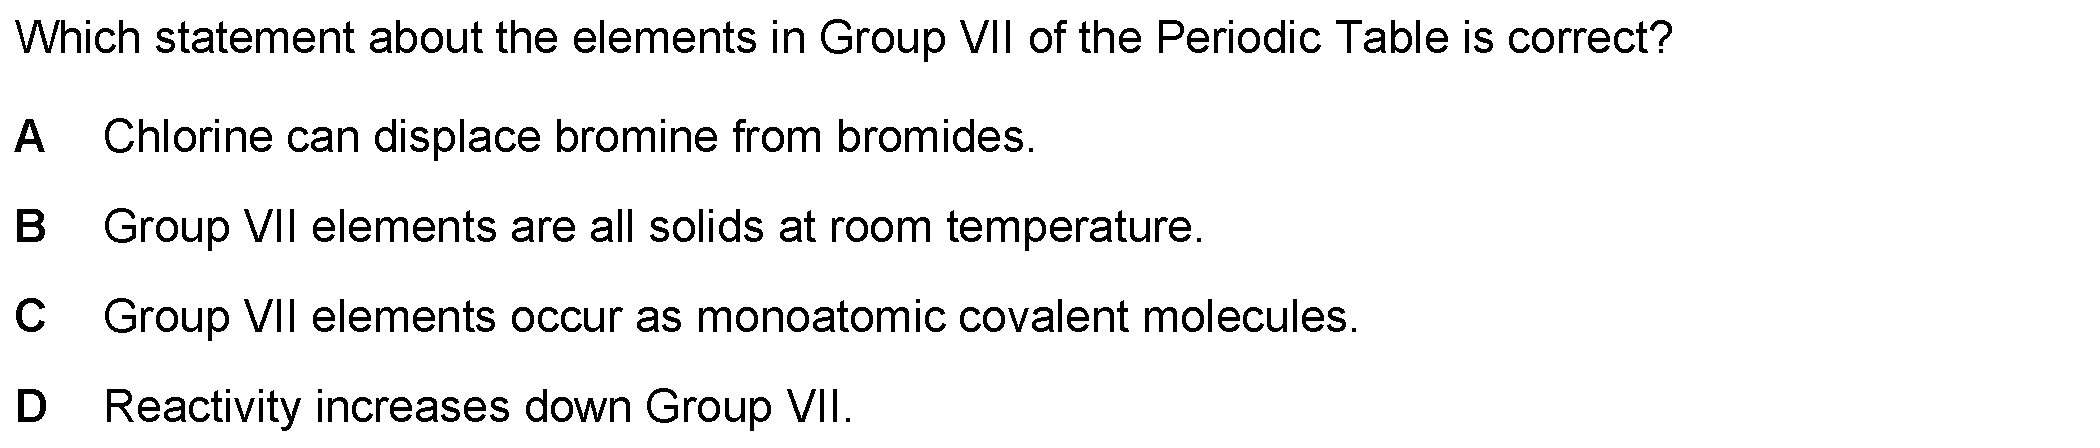 Which statement about the elements in Group VII of the Periodic Table is correct?
A Chlorine can displace bromine from bromides.
B Group VII elements are all solids at room temperature.
C Group VII elements occur as monoatomic covalent molecules.
D Reactivity increases down Group VII.